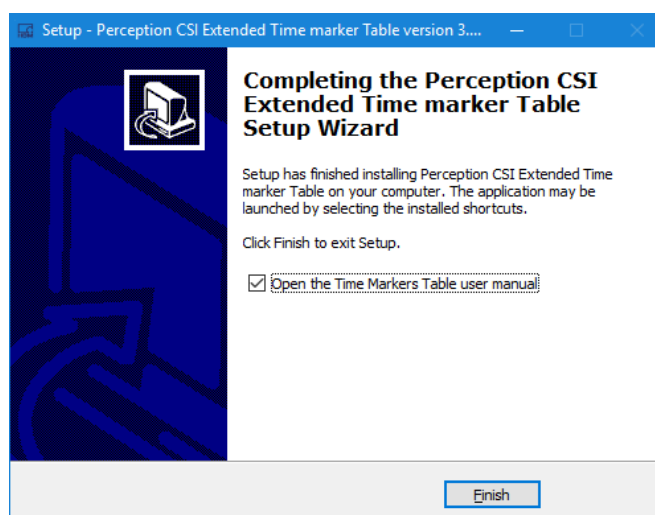 Setup - Perception CSI Extended Time marker Table version 3....
Completing the Perception CSI
Extended Time marker Table
Setup Wizard
Setup has finished installing Perception CSI Extended Time
marker Table on your computer. The application may be
launched by selecting the installed shortcuts.
Click Finish to exit Setup.
Open the Time Markers Table user manual
Finish